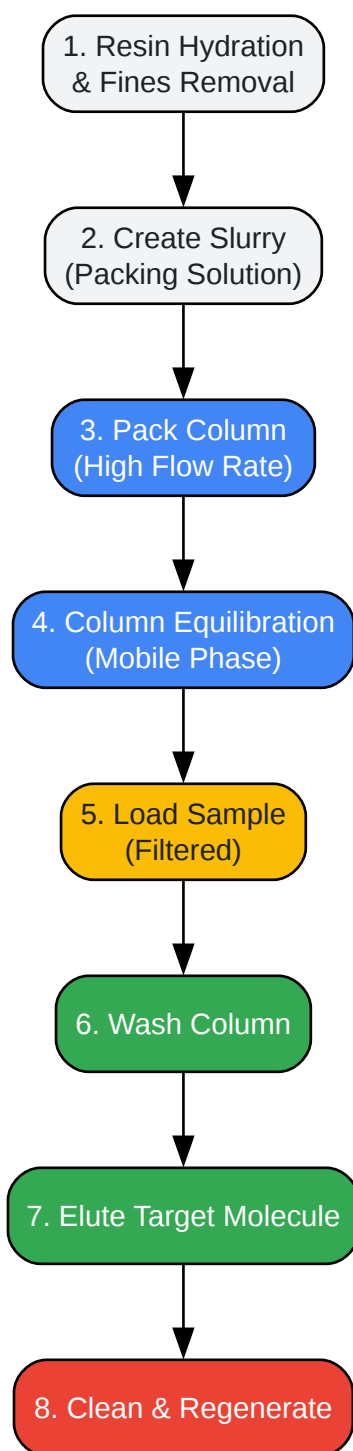 1. Resin Hydration
& Fines Removal
2. Create Slurry
(Packing Solution)
3. Pack Column
(High Flow Rate)
4. Column Equilibration
(Mobile Phase)
5. Load Sample
(Filtered)
6. Wash Column
7. Elute Target Molecule
8. Clean & Regenerate